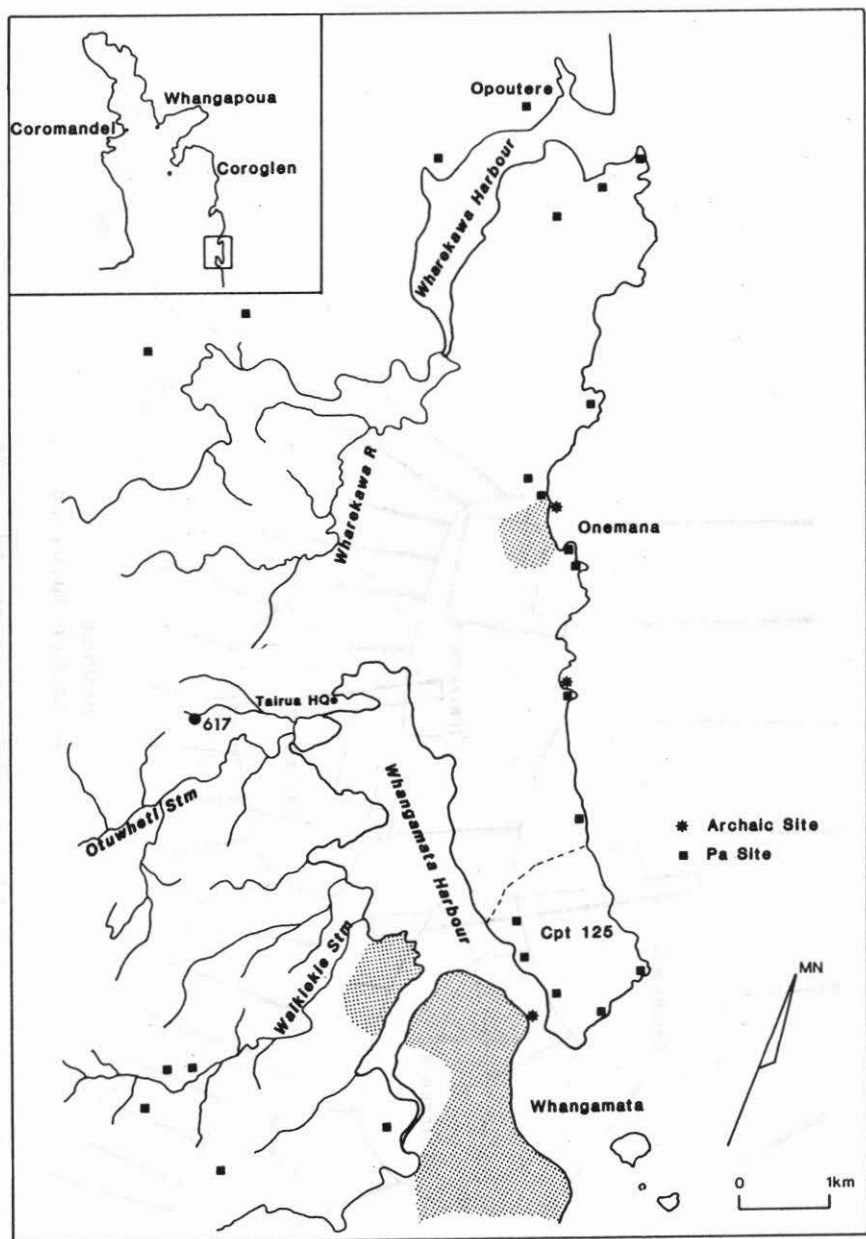 Whangapoua
Coromandel
Coroglen
Opoutere
Wharekawa Harbour
Wharekawa R
Onemana
Tairua HQ
617
Otuwheti Stm
Whangamata Harbour
Archaic Site
Pa Site
Cpt 125
Waikiekie Stm
MN
Whangamata
0 1km